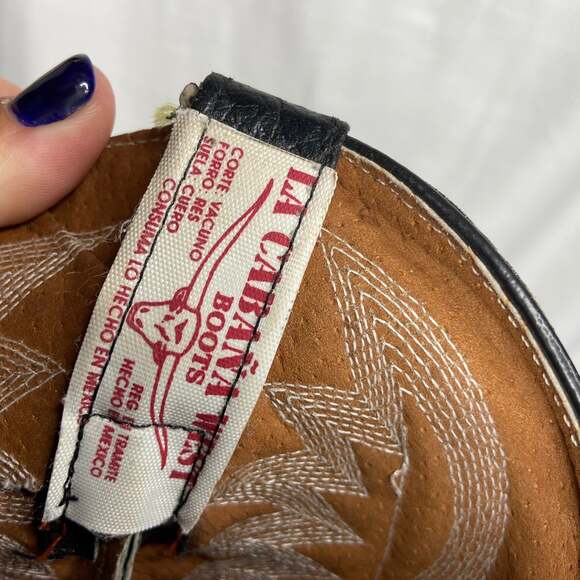 LA CABAÑA WEST
BOOTS
CORTE: VACUNO
FORRO: RES
SUELA: CUERO
CONSUMA LO HECHO EN MEXICO
REG. EN TRAMITE
HECHO EN MEXICO